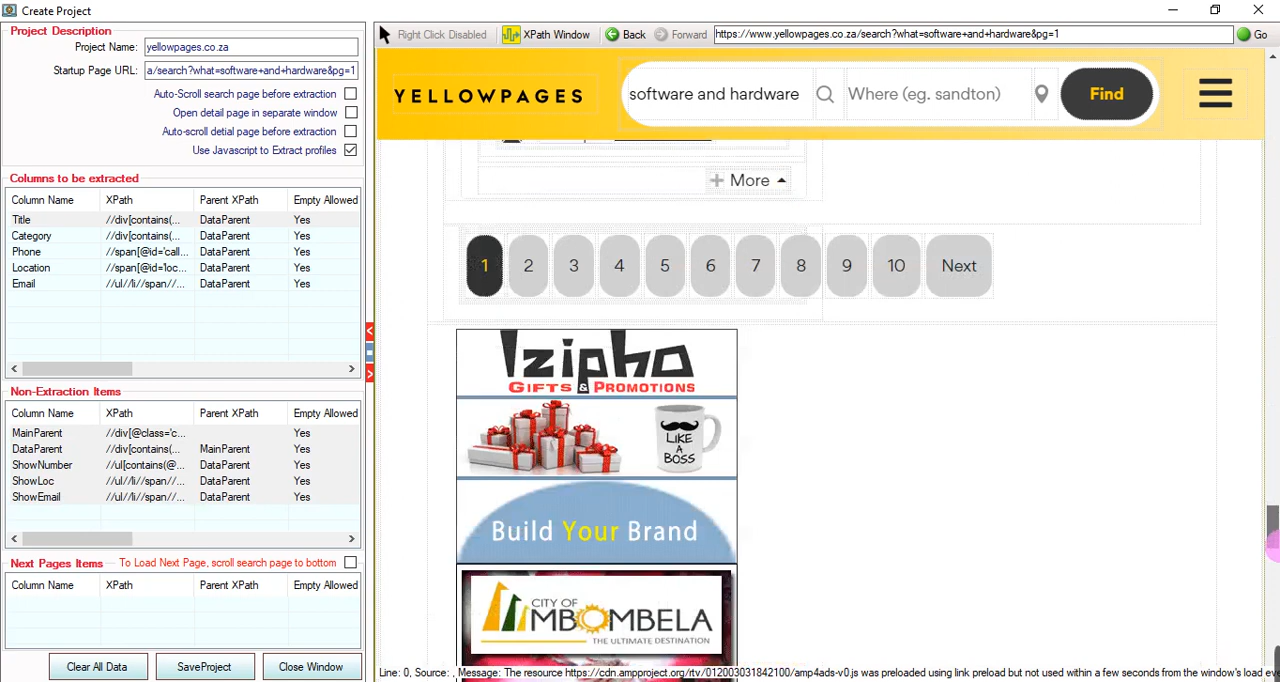 Create Project
Project Description
Project Name: yellowpages.co.za
Startup Page URL: a/search?what=software+and+hardware&pg=1
Auto-Scroll search page before extraction
Open detail page in separate window
Auto-scroll detial page before extraction
Use Javascript to Extract profiles
Columns to be extracted
Column Name XPath Parent XPath Empty Allowed
Title //div[contains(... DataParent Yes
Category //div[contains(... DataParent Yes
Phone //span[@id='call... DataParent Yes
Location //span[@id='loc... DataParent Yes
Email //ul//li//span//... DataParent Yes
Non-Extraction Items
Column Name XPath Parent XPath Empty Allowed
MainParent //div[@class='c... Yes
DataParent //div[contains(... MainParent Yes
ShowNumber //ul[contains(@... DataParent Yes
ShowLoc //ul//li//span//... DataParent Yes
ShowEmail //ul//li//span//... DataParent Yes
Next Pages Items To Load Next Page, scroll search page to bottom
Column Name XPath Parent XPath Empty Allowed
Clear All Data SaveProject Close Window
Right Click Disabled XPath Window Back Forward https://www.yellowpages.co.za/search?what=software+and+hardware&pg=1 Go
YELLOWPAGES software and hardware Where (eg. sandton) Find
More
1 2 3 4 5 6 7 8 9 10 Next
Izipho
GIFTS & PROMOTIONS
LIKE
A
BOSS
Build Your Brand
CITY OF
MBOMBELA
THE ULTIMATE DESTINATION
Line: 0, Source: , Message: The resource https://cdn.ampproject.org/rtv/012003031842100/amp4ads-v0.js was preloaded using link preload but not used within a few seconds from the window's load ev